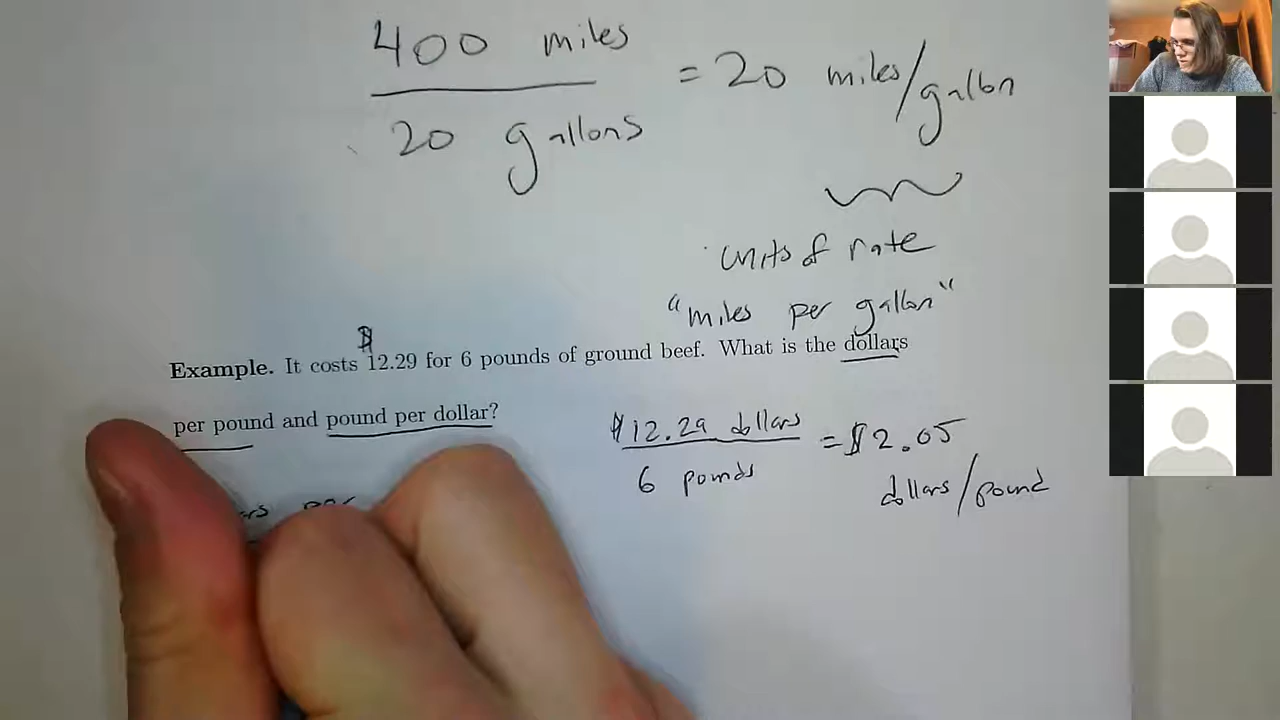 400 miles
20 gallons
= 20 miles/gallon
units of rate
"miles per gallon"
$
Example. It costs 12.29 for 6 pounds of ground beef. What is the dollars
per pound and pound per dollar?
$12.29 dollars
6 pounds
= $2.05
dollars/pound
per